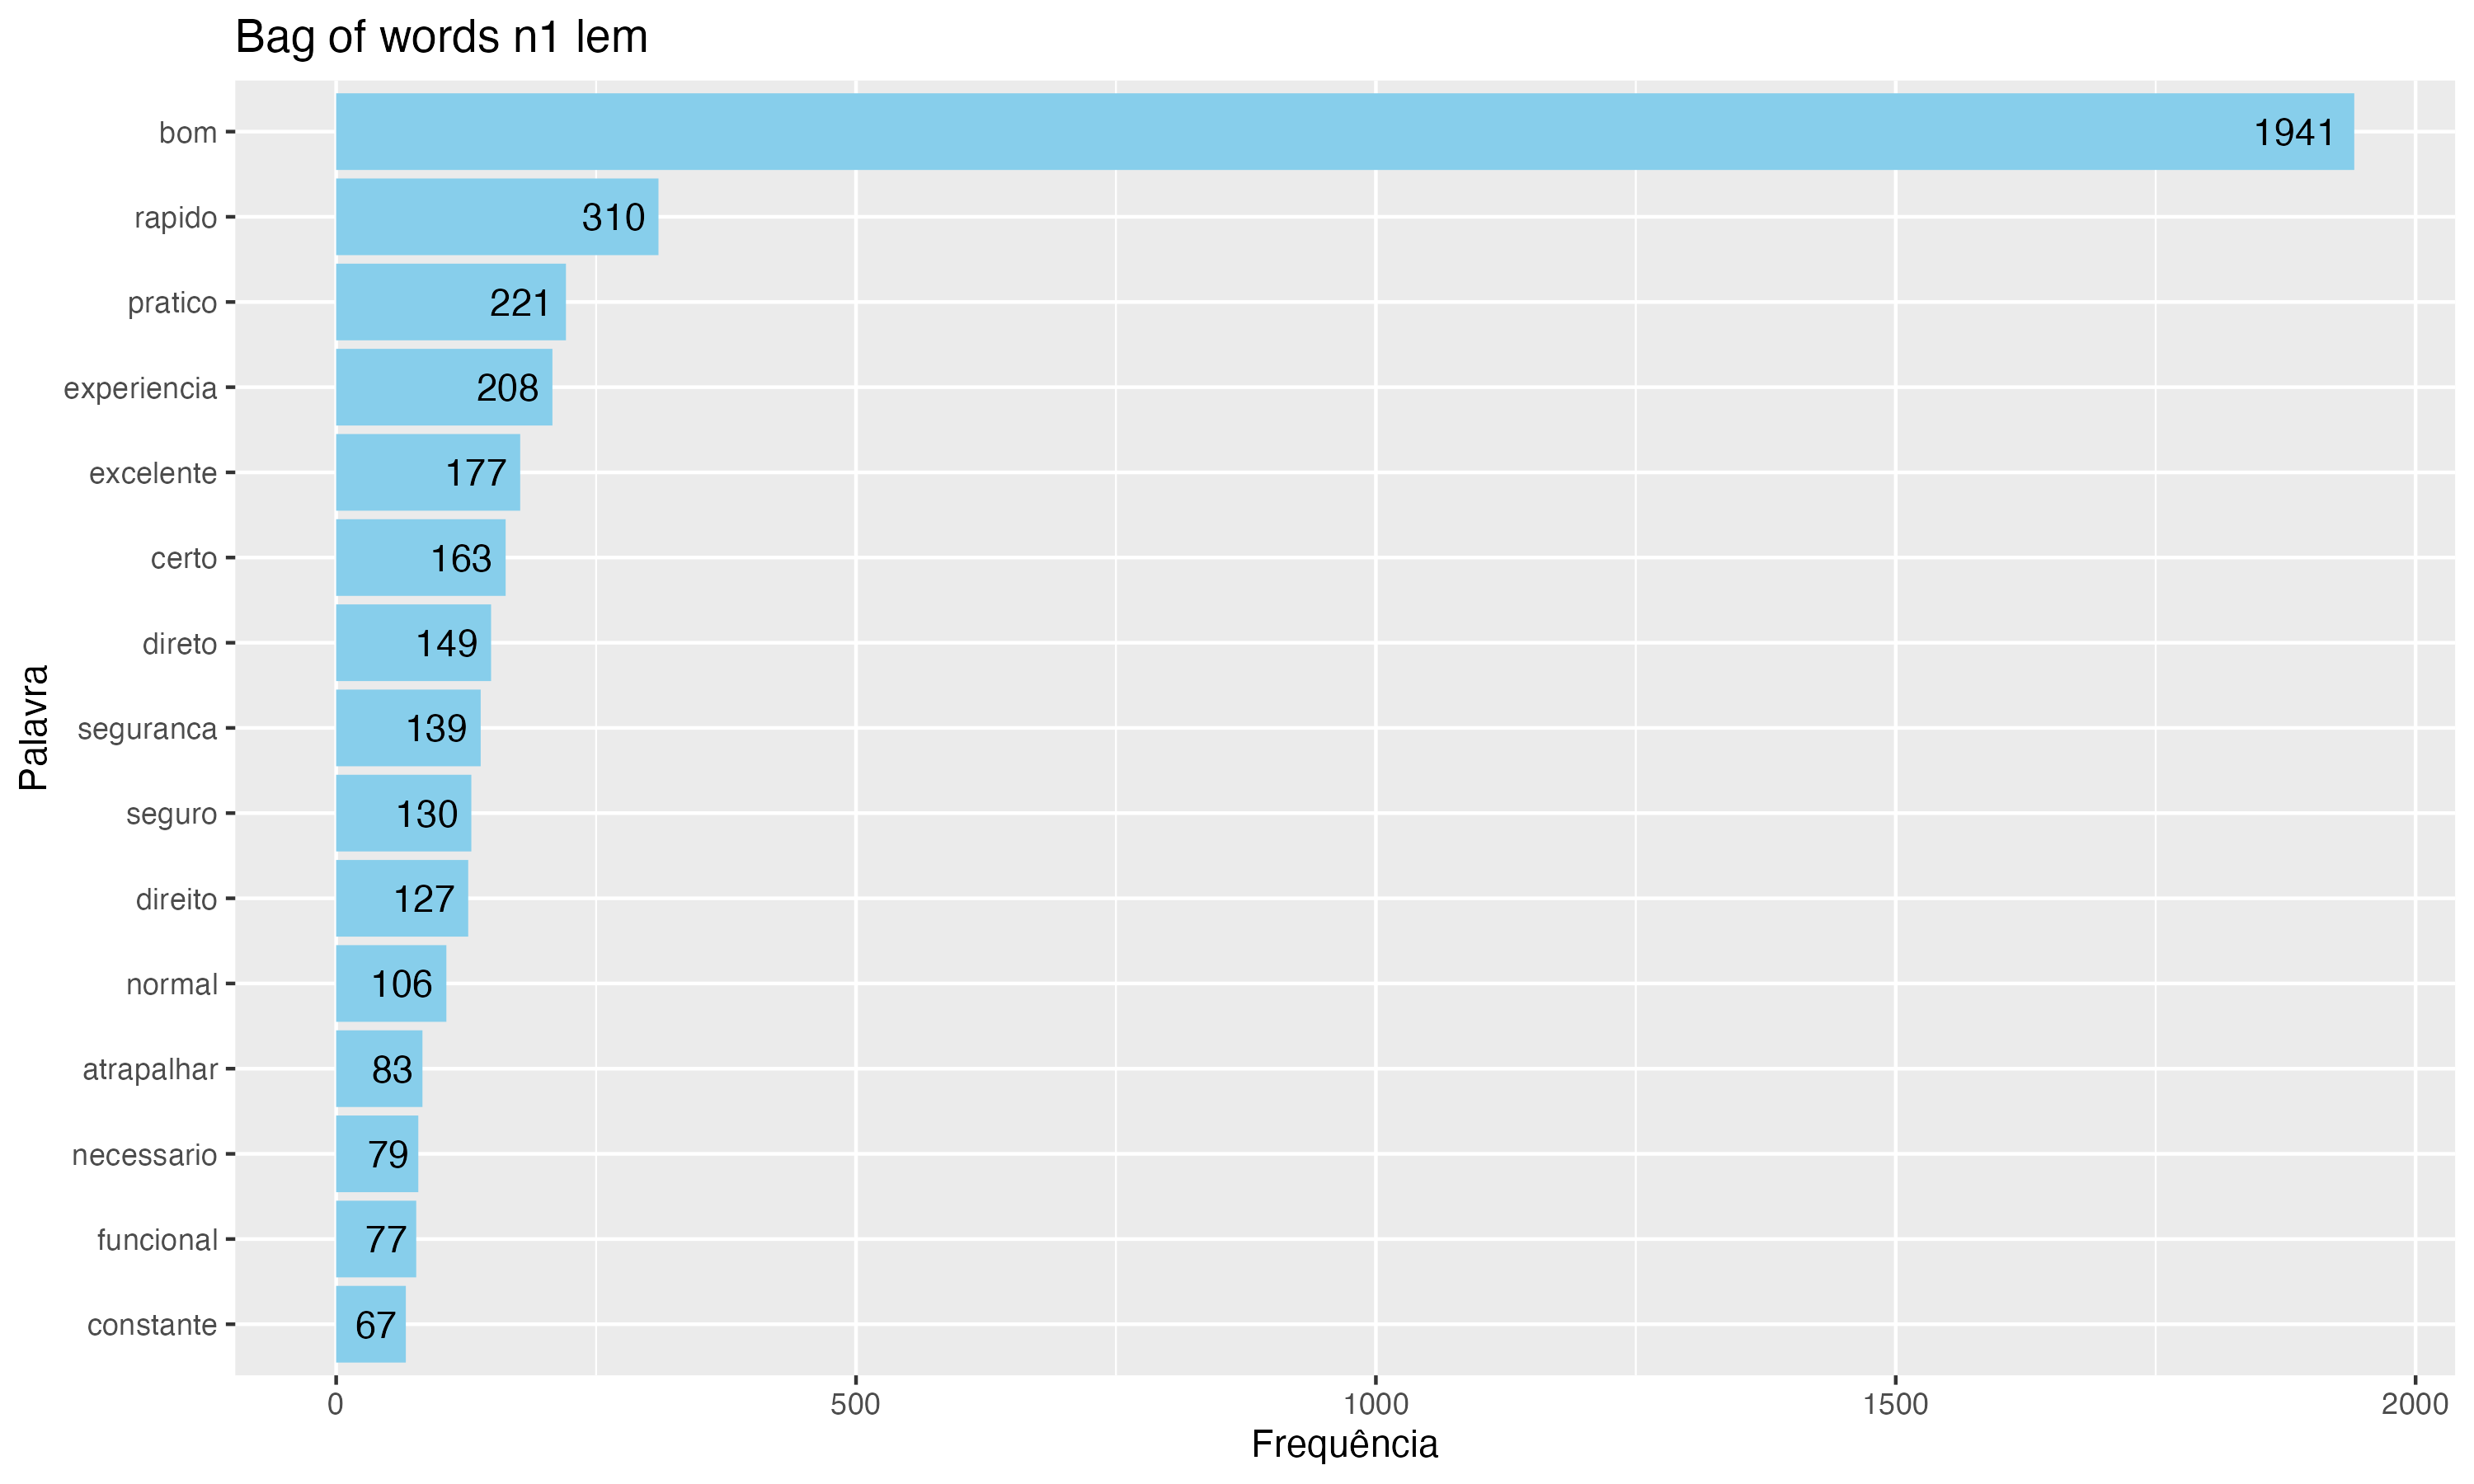 Bag of words n1 lem
Palavra
bom 1941
rapido 310
pratico 221
experiencia 208
excelente 177
certo 163
direto 149
seguranca 139
seguro 130
direito 127
normal 106
atrapalhar 83
necessario 79
funcional 77
constante 67
0 500 1000 1500 2000
Frequência